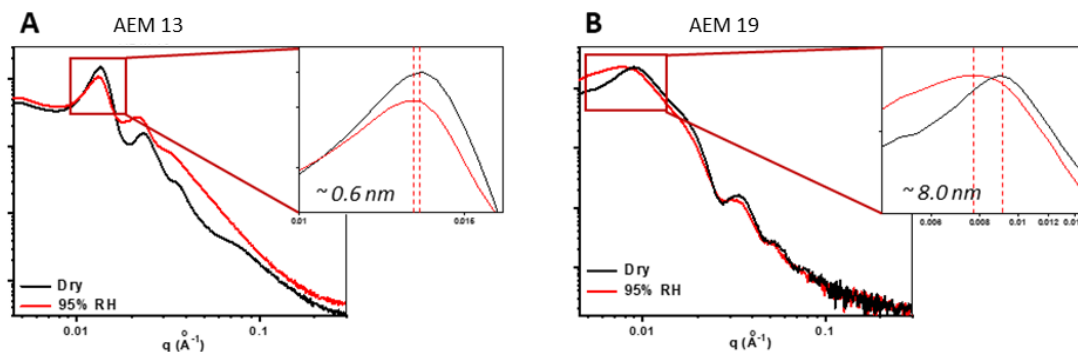 A
AEM 13
~ 0.6 nm
0.01
0.016
Dry
95% RH
0.01
0.1
q (Å⁻¹)
B
AEM 19
~ 8.0 nm
0.006
0.008
0.01
0.012
Dry
95% RH
0.01
0.1
q (Å⁻¹)